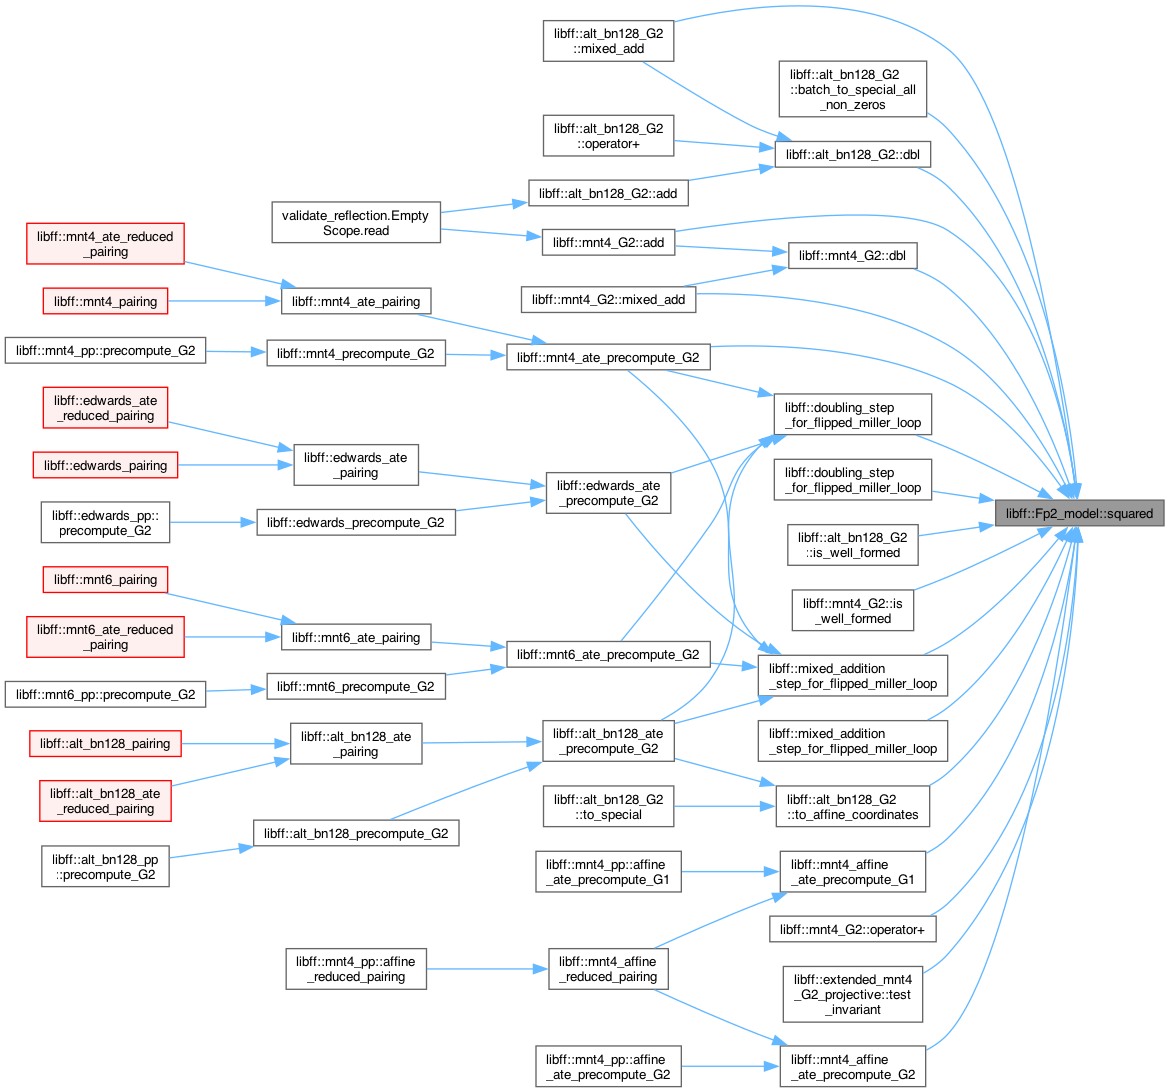 libff::alt_bn128_G2
::mixed_add
libff::alt_bn128_G2
::batch_to_special_all
_non_zeros
libff::alt_bn128_G2
::operator+
libff::alt_bn128_G2::dbl
libff::alt_bn128_G2::add
validate_reflection.Empty
Scope.read
libff::mnt4_G2::add
libff::mnt4_G2::dbl
libff::mnt4_ate_reduced
_pairing
libff::mnt4_pairing
libff::mnt4_ate_pairing
libff::mnt4_G2::mixed_add
libff::mnt4_pp::precompute_G2
libff::mnt4_precompute_G2
libff::mnt4_ate_precompute_G2
libff::edwards_ate
_reduced_pairing
libff::doubling_step
_for_flipped_miller_loop
libff::edwards_pairing
libff::edwards_ate
_pairing
libff::edwards_ate
_precompute_G2
libff::doubling_step
_for_flipped_miller_loop
libff::Fp2_model::squared
libff::edwards_pp::
precompute_G2
libff::edwards_precompute_G2
libff::alt_bn128_G2
::is_well_formed
libff::mnt6_pairing
libff::mnt4_G2::is
_well_formed
libff::mnt6_ate_reduced
_pairing
libff::mnt6_ate_pairing
libff::mnt6_ate_precompute_G2
libff::mixed_addition
_step_for_flipped_miller_loop
libff::mnt6_pp::precompute_G2
libff::mnt6_precompute_G2
libff::alt_bn128_pairing
libff::alt_bn128_ate
_pairing
libff::alt_bn128_ate
_precompute_G2
libff::mixed_addition
_step_for_flipped_miller_loop
libff::alt_bn128_ate
_reduced_pairing
libff::alt_bn128_G2
::to_special
libff::alt_bn128_G2
::to_affine_coordinates
libff::alt_bn128_precompute_G2
libff::alt_bn128_pp
::precompute_G2
libff::mnt4_pp::affine
_ate_precompute_G1
libff::mnt4_affine
_ate_precompute_G1
libff::mnt4_G2::operator+
libff::mnt4_pp::affine
_reduced_pairing
libff::mnt4_affine
_reduced_pairing
libff::extended_mnt4
_G2_projective::test
_invariant
libff::mnt4_pp::affine
_ate_precompute_G2
libff::mnt4_affine
_ate_precompute_G2